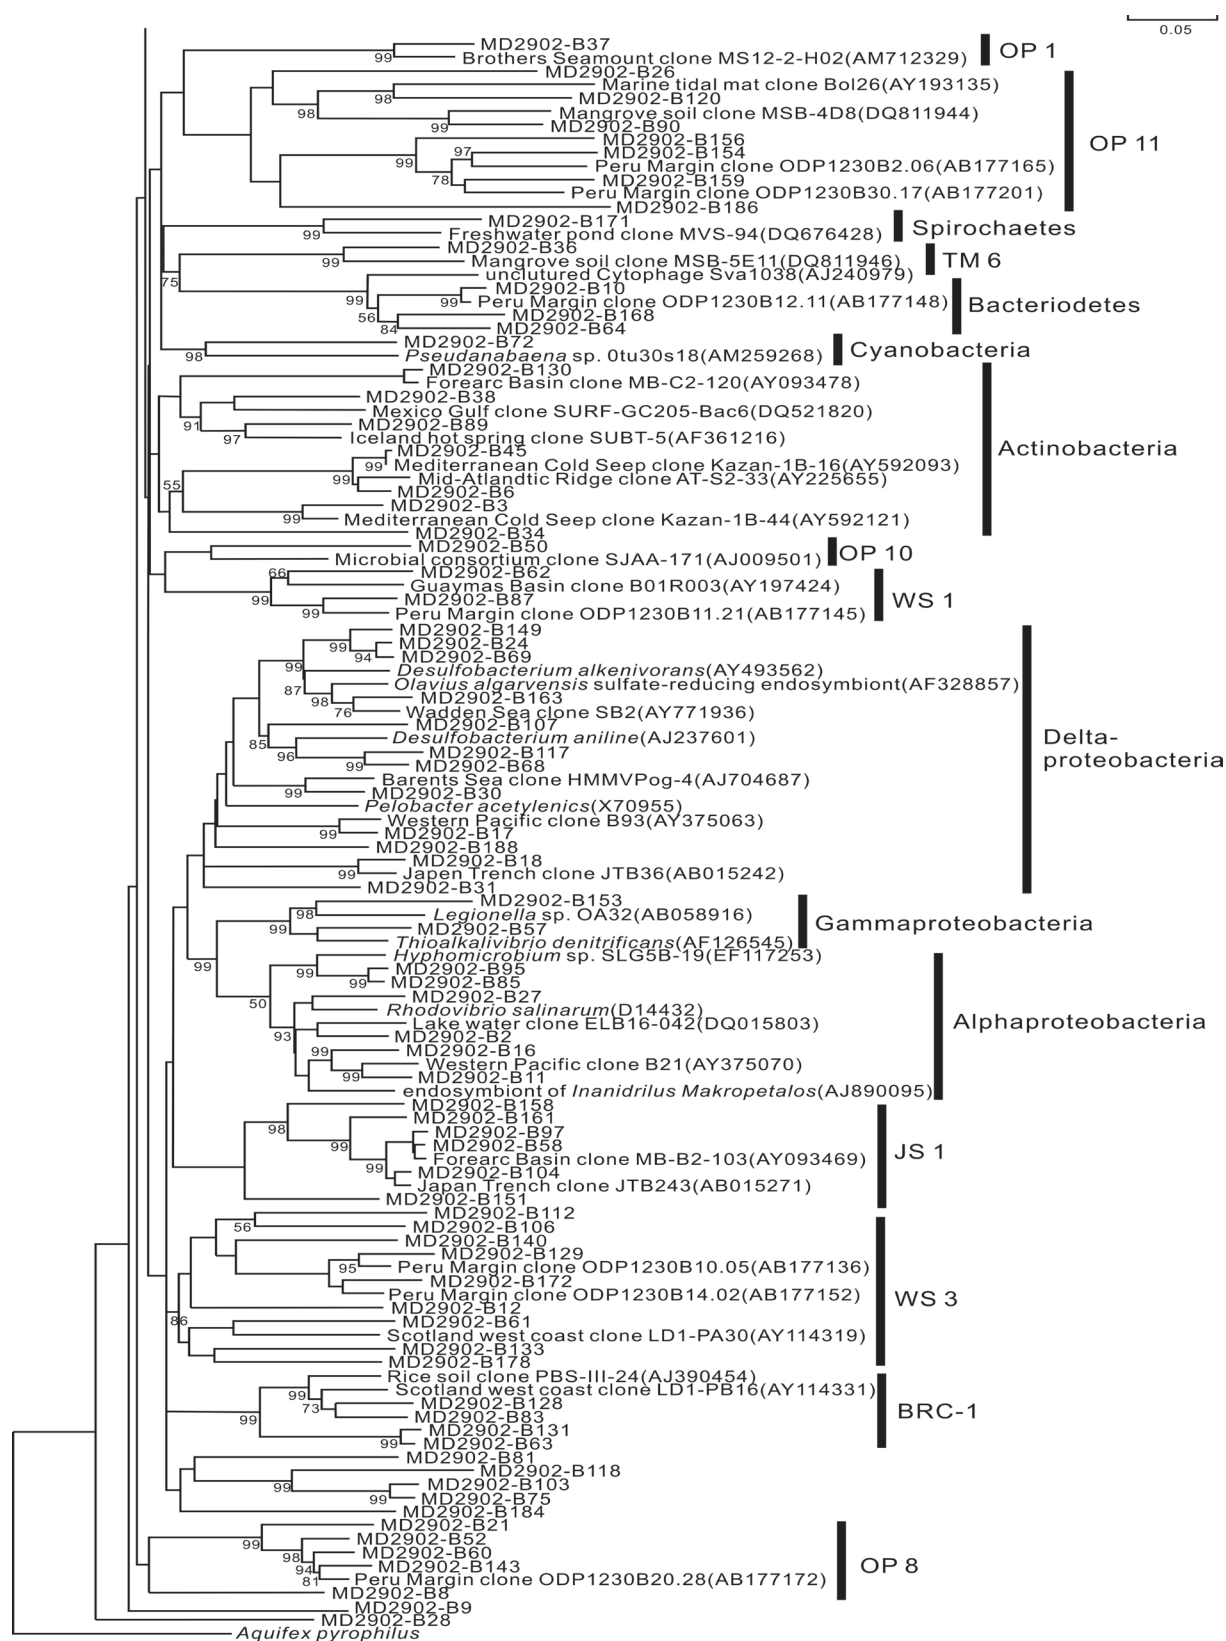 0.05
MD2902-B37
99
Brothers Seamount clone MS12-2-H02(AM712329)
OP 1
MD2902-B26
Marine tidal mat clone Bol26(AY193135)
98
MD2902-B120
98
Mangrove soil clone MSB-4D8(DQ811944)
99
MD2902-B90
MD2902-B156
OP 11
97
MD2902-B154
99
Peru Margin clone ODP1230B2.06(AB177165)
78
MD2902-B159
Peru Margin clone ODP1230B30.17(AB177201)
MD2902-B186
MD2902-B171
99
Freshwater pond clone MVS-94(DQ676428)
Spirochaetes
MD2902-B36
99
Mangrove soil clone MSB-5E11(DQ811946)
TM 6
75
unclutured Cytophage Sva1038(AJ240979)
MD2902-B10
99
99
Peru Margin clone ODP1230B12.11(AB177148)
Bacteriodetes
56
MD2902-B168
84
MD2902-B64
MD2902-B72
98
Pseudanabaena sp. 0tu30s18(AM259268)
Cyanobacteria
MD2902-B130
Forearc Basin clone MB-C2-120(AY093478)
MD2902-B38
Mexico Gulf clone SURF-GC205-Bac6(DQ521820)
91
MD2902-B89
97
Iceland hot spring clone SUBT-5(AF361216)
Actinobacteria
MD2902-B45
99
Mediterranean Cold Seep clone Kazan-1B-16(AY592093)
99
Mid-Atlandtic Ridge clone AT-S2-33(AY225655)
55
MD2902-B6
MD2902-B3
99
Mediterranean Cold Seep clone Kazan-1B-44(AY592121)
MD2902-B34
MD2902-B50
Microbial consortium clone SJAA-171(AJ009501)
OP 10
66
MD2902-B62
Guaymas Basin clone B01R003(AY197424)
99
MD2902-B87
WS 1
99
Peru Margin clone ODP1230B11.21(AB177145)
MD2902-B149
99
MD2902-B24
94
MD2902-B69
99
Desulfobacterium alkenivorans(AY493562)
87
Olavius algarvensis sulfate-reducing endosymbiont(AF328857)
98
MD2902-B163
76
Wadden Sea clone SB2(AY771936)
MD2902-B107
85
Desulfobacterium aniline(AJ237601)
Delta-
proteobacteria
96
MD2902-B117
99
MD2902-B68
Barents Sea clone HMMVPog-4(AJ704687)
99
MD2902-B30
Pelobacter acetylenics(X70955)
Western Pacific clone B93(AY375063)
99
MD2902-B17
MD2902-B188
MD2902-B18
99
Japen Trench clone JTB36(AB015242)
MD2902-B31
MD2902-B153
98
Legionella sp. OA32(AB058916)
Gammaproteobacteria
99
MD2902-B57
Thioalkalivibrio denitrificans(AF126545)
Hyphomicrobium sp. SLG5B-19(EF117253)
99
99
MD2902-B95
99
MD2902-B85
50
MD2902-B27
Rhodovibrio salinarum(D14432)
Lake water clone ELB16-042(DQ015803)
Alphaproteobacteria
93
MD2902-B2
99
MD2902-B16
Western Pacific clone B21(AY375070)
99
MD2902-B11
endosymbiont of Inanidrilus Makropetalos(AJ890095)
MD2902-B158
98
MD2902-B161
99
MD2902-B97
MD2902-B58
JS 1
99
Forearc Basin clone MB-B2-103(AY093469)
MD2902-B104
Japan Trench clone JTB243(AB015271)
MD2902-B151
MD2902-B112
56
MD2902-B106
MD2902-B140
MD2902-B129
95
Peru Margin clone ODP1230B10.05(AB177136)
MD2902-B172
Peru Margin clone ODP1230B14.02(AB177152)
WS 3
MD2902-B12
86
MD2902-B61
Scotland west coast clone LD1-PA30(AY114319)
MD2902-B133
MD2902-B178
Rice soil clone PBS-III-24(AJ390454)
99
Scotland west coast clone LD1-PB16(AY114331)
73
MD2902-B128
99
MD2902-B83
BRC-1
MD2902-B131
99
MD2902-B63
MD2902-B81
MD2902-B118
99
MD2902-B103
99
MD2902-B75
MD2902-B184
MD2902-B21
99
MD2902-B52
98
MD2902-B60
94
MD2902-B143
OP 8
81
Peru Margin clone ODP1230B20.28(AB177172)
MD2902-B8
MD2902-B9
MD2902-B28
Aquifex pyrophilus